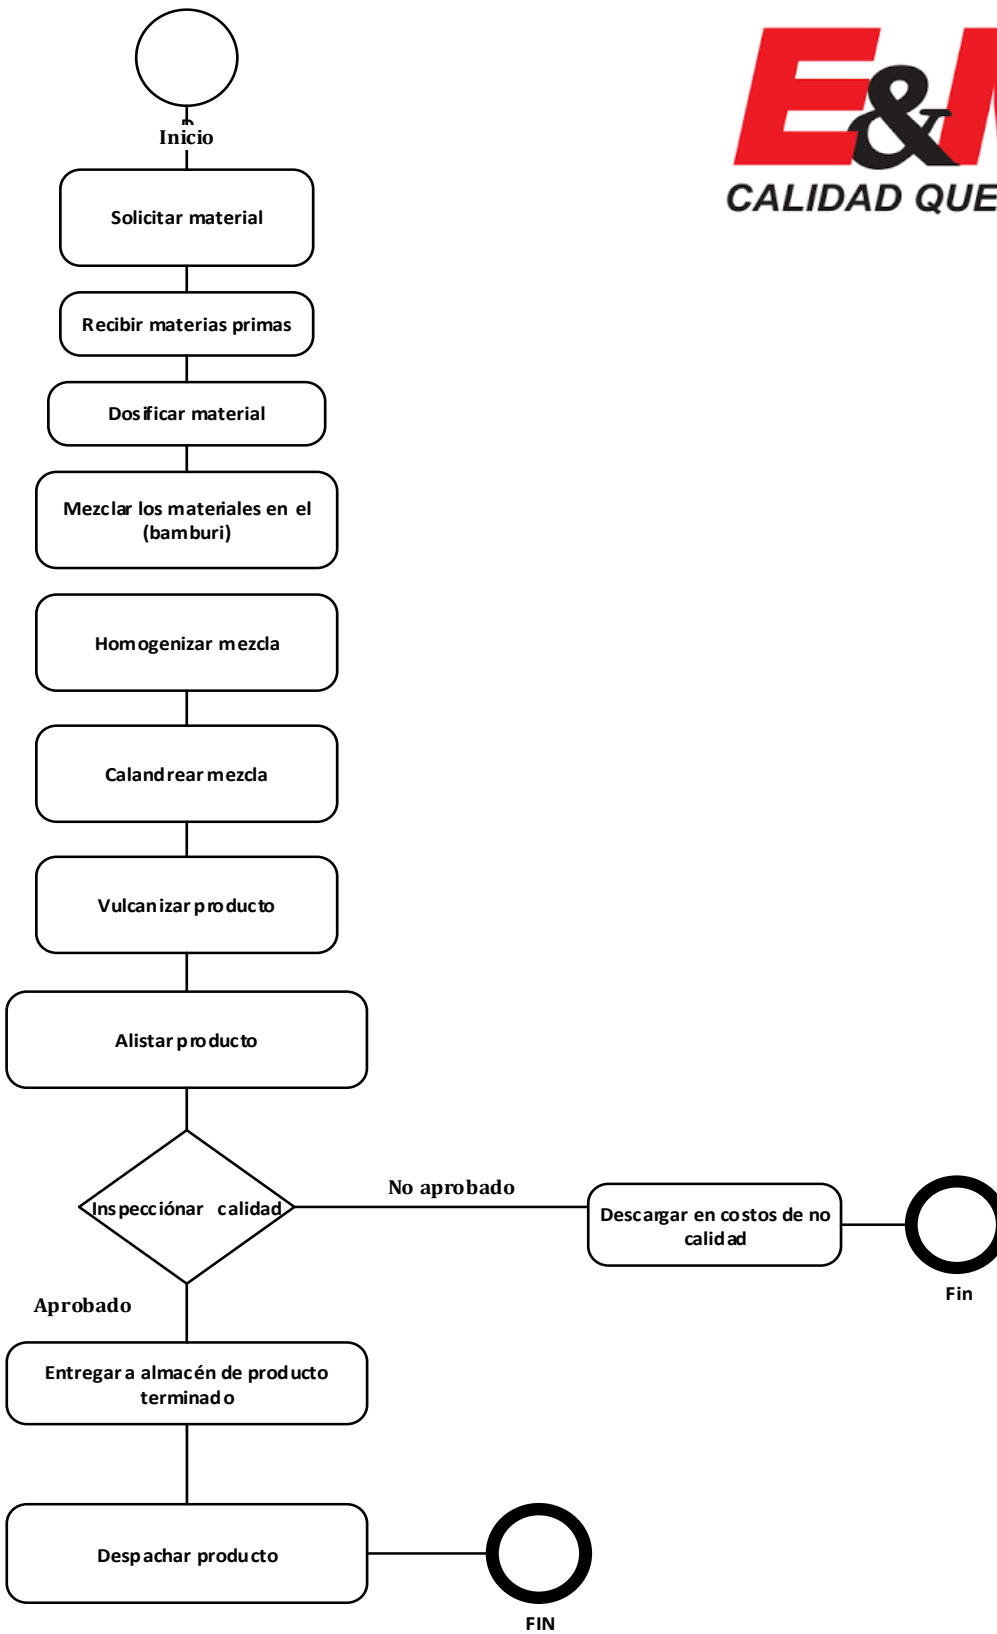 Inicio
E&
CALIDAD QUE
Solicitar material
Recibir materias primas
Dosificar material
Mezclar los materiales en el
(bamburi)
Homogenizar mezcla
Calandrear mezcla
Vulcanizar producto
Alistar producto
Inspecciónar calidad
No aprobado
Descargar en costos de no
calidad
Fin
Aprobado
Entregar a almacén de producto
terminado
Despachar producto
FIN